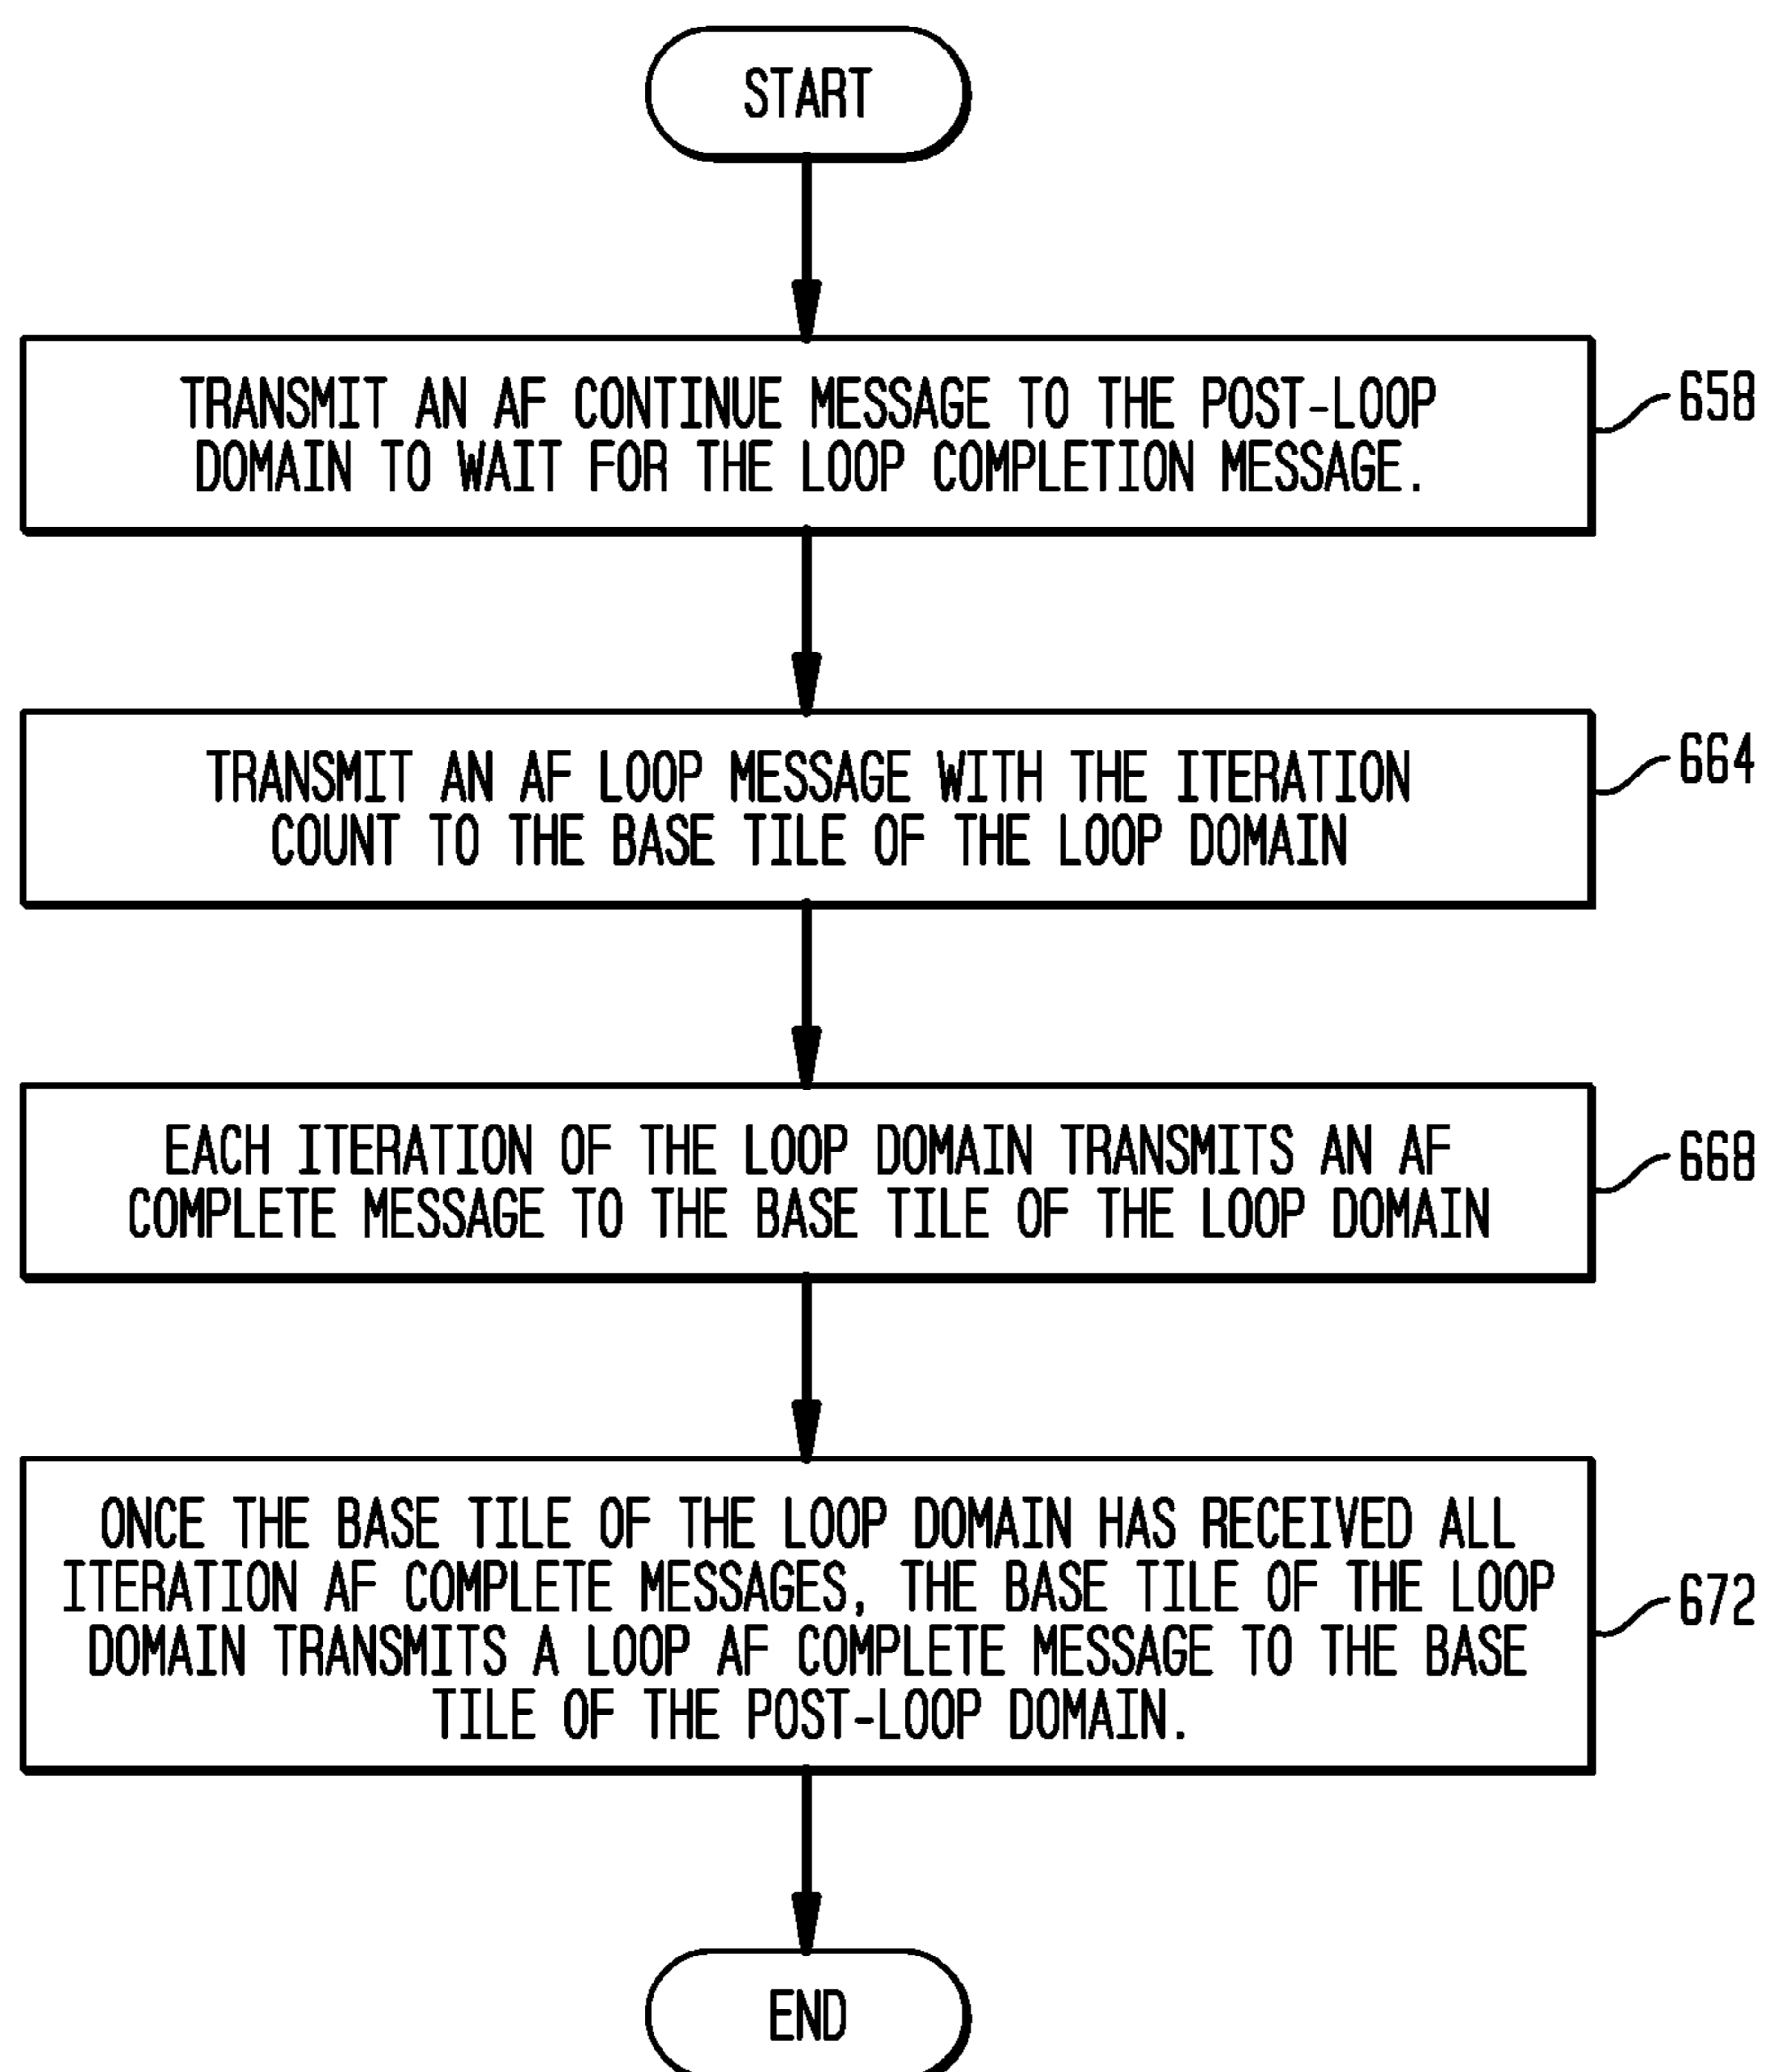 START
TRANSMIT AN AF CONTINUE MESSAGE TO THE POST-LOOP
DOMAIN TO WAIT FOR THE LOOP COMPLETION MESSAGE.
658
TRANSMIT AN AF LOOP MESSAGE WITH THE ITERATION
COUNT TO THE BASE TILE OF THE LOOP DOMAIN
664
EACH ITERATION OF THE LOOP DOMAIN TRANSMITS AN AF
COMPLETE MESSAGE TO THE BASE TILE OF THE LOOP DOMAIN
668
ONCE THE BASE TILE OF THE LOOP DOMAIN HAS RECEIVED ALL
ITERATION AF COMPLETE MESSAGES, THE BASE TILE OF THE LOOP
DOMAIN TRANSMITS A LOOP AF COMPLETE MESSAGE TO THE BASE
TILE OF THE POST-LOOP DOMAIN.
672
END